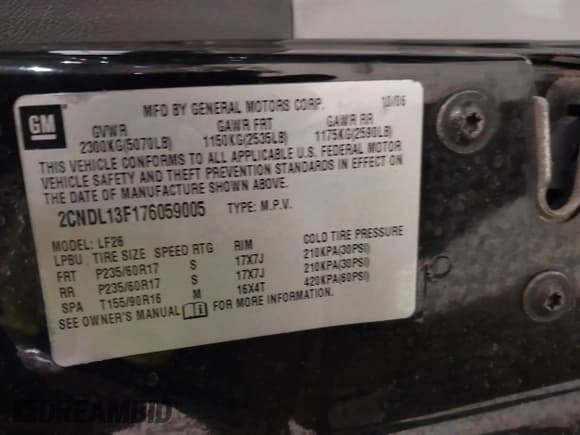 GM
MFD BY GENERAL MOTORS CORP. 10/06
GVWR GAWR FRT GAWR RR
2300KG(5070LB) 1150KG(2535LB) 1175KG(2590LB)
THIS VEHICLE CONFORMS TO ALL APPLICABLE U.S. FEDERAL MOTOR
VEHICLE SAFETY AND THEFT PREVENTION STANDARDS IN EFFECT ON
THE DATE OF MANUFACTURE SHOWN ABOVE.
2CNDL13F176059005 TYPE: M.P.V.
MODEL: LF26
LPBU TIRE SIZE SPEED RTG RIM COLD TIRE PRESSURE
FRT P235/60R17 S 17X7J 210KPA(30PSI)
RR P235/60R17 S 17X7J 210KPA(30PSI)
SPA T155/90R16 M 16X4T 420KPA(60PSI)
SEE OWNER'S MANUAL FOR MORE INFORMATION.
DREAMBID